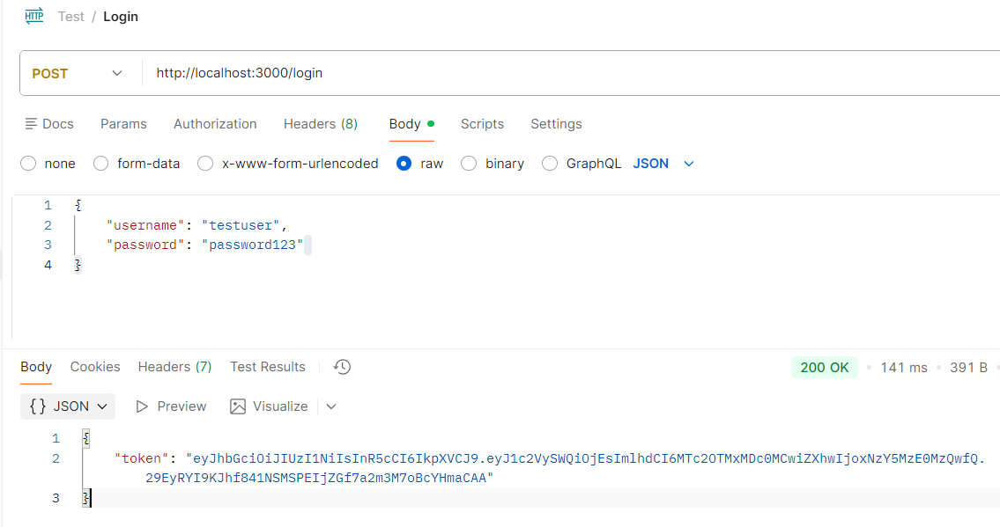 HTTP Test / Login
POST http://localhost:3000/login
Docs Params Authorization Headers (8) Body Scripts Settings
none form-data x-www-form-urlencoded raw binary GraphQL JSON
1 {
2 "username": "testuser",
3 "password": "password123"
4 }
Body Cookies Headers (7) Test Results 200 OK • 141 ms • 391 B •
{} JSON Preview Visualize
1 {
2 "token": "eyJhbGciOiJIUzI1NiIsInR5cCI6IkpXVCJ9.eyJ1c2VySWQiOjEsImlhdCI6MTc2OTMxMDc0MCwiZXhwIjoxNzY5MzE0MzQwfQ.
29EyRYI9KJhf841NSMSPEIjZGf7a2m3M7oBcYHmaCAA"
3 }